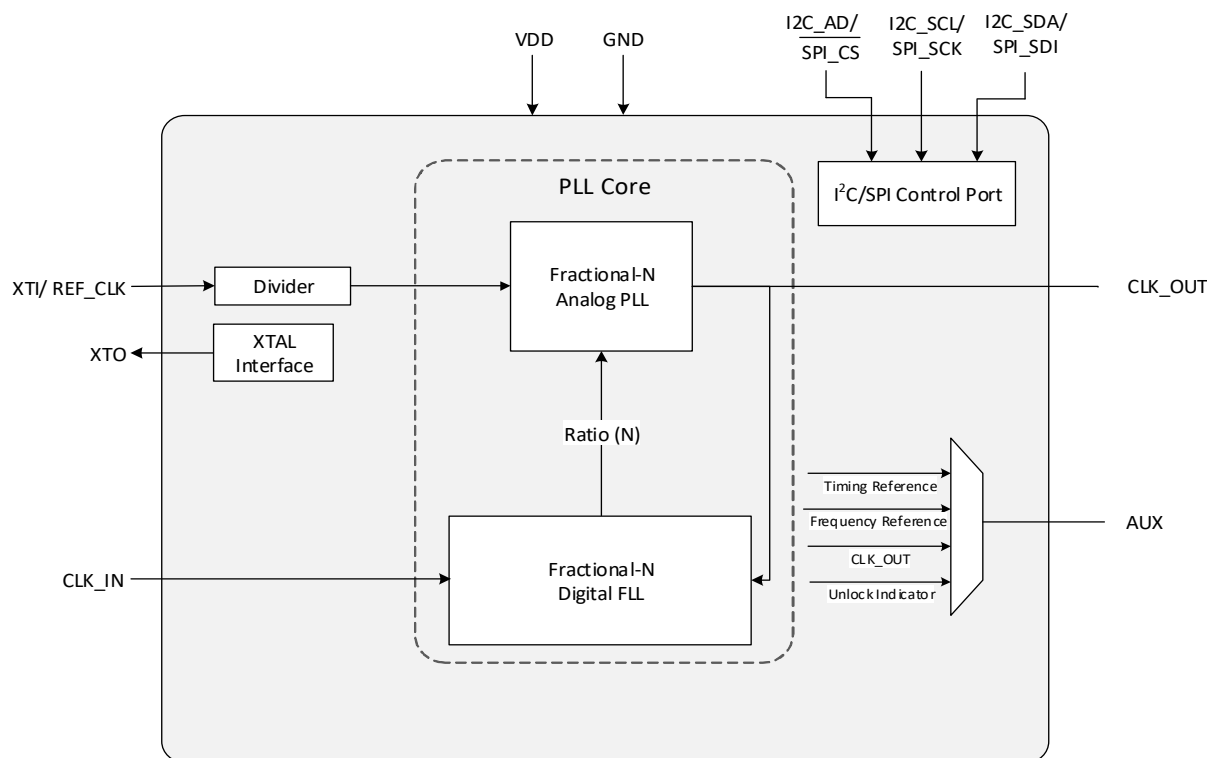 VDD
GND
I2C_AD/
SPI_CS
I2C_SCL/
SPI_SCK
I2C_SDA/
SPI_SDI
PLL Core
I²C/SPI Control Port
XTI/ REF_CLK
Divider
Fractional-N
Analog PLL
CLK_OUT
XTO
XTAL
Interface
Ratio (N)
Timing Reference
Frequency Reference
CLK_OUT
Unlock Indicator
AUX
CLK_IN
Fractional-N
Digital FLL